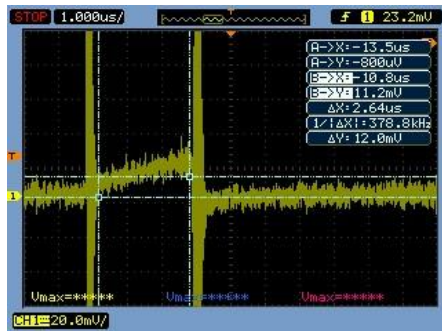 STOP 1.000us/ T 1 23.2mV
A->X:-13.5us
A->Y:-800uV
B->X:-10.8us
B->Y:11.2mV
ΔX:2.64us
1/|ΔX|:378.8kHz
ΔY:12.0mV
T
1
Vmax=***** Vmax=***** Vmax=*****
CH1 20.0mV/